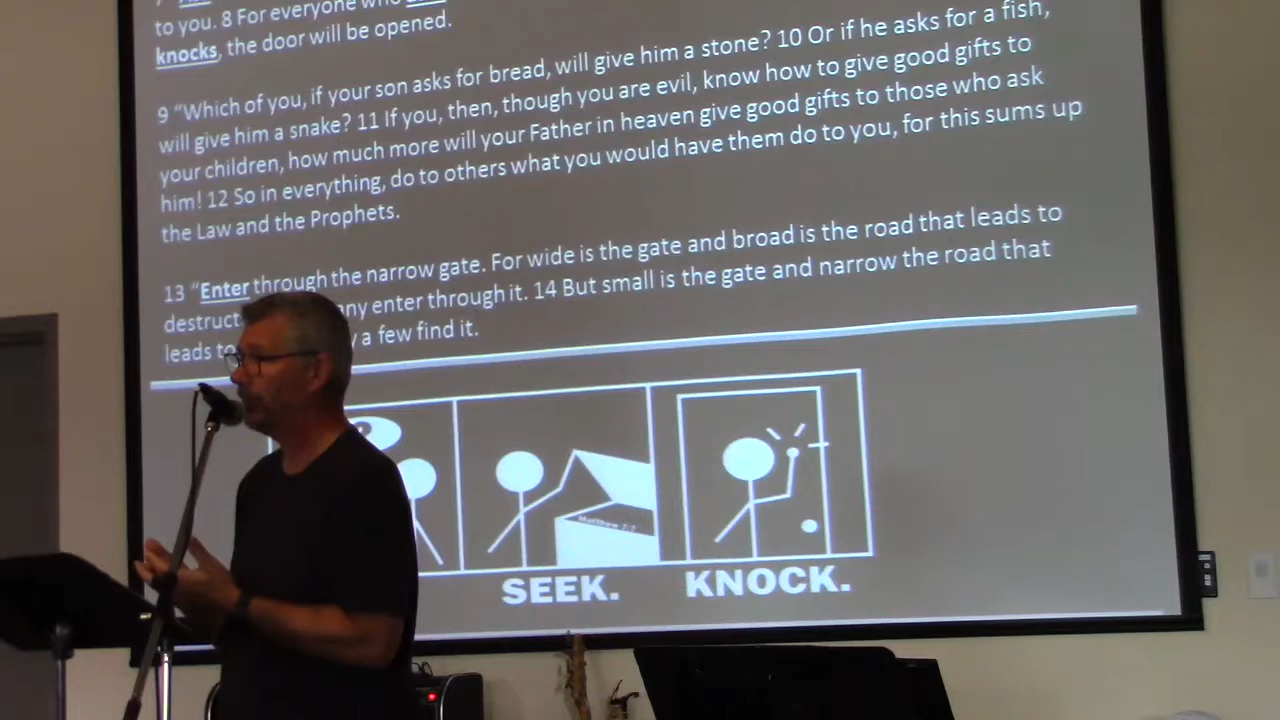 to you. 8 For everyone who
knocks, the door will be opened.
9 “Which of you, if your son asks for bread, will give him a stone? 10 Or if he asks for a fish,
will give him a snake? 11 If you, then, though you are evil, know how to give good gifts to
your children, how much more will your Father in heaven give good gifts to those who ask
him! 12 So in everything, do to others what you would have them do to you, for this sums up
the Law and the Prophets.
13 “Enter through the narrow gate. For wide is the gate and broad is the road that leads to
destruct ny enter through it. 14 But small is the gate and narrow the road that
leads to a few find it.
Matthew 7:7
SEEK. KNOCK.